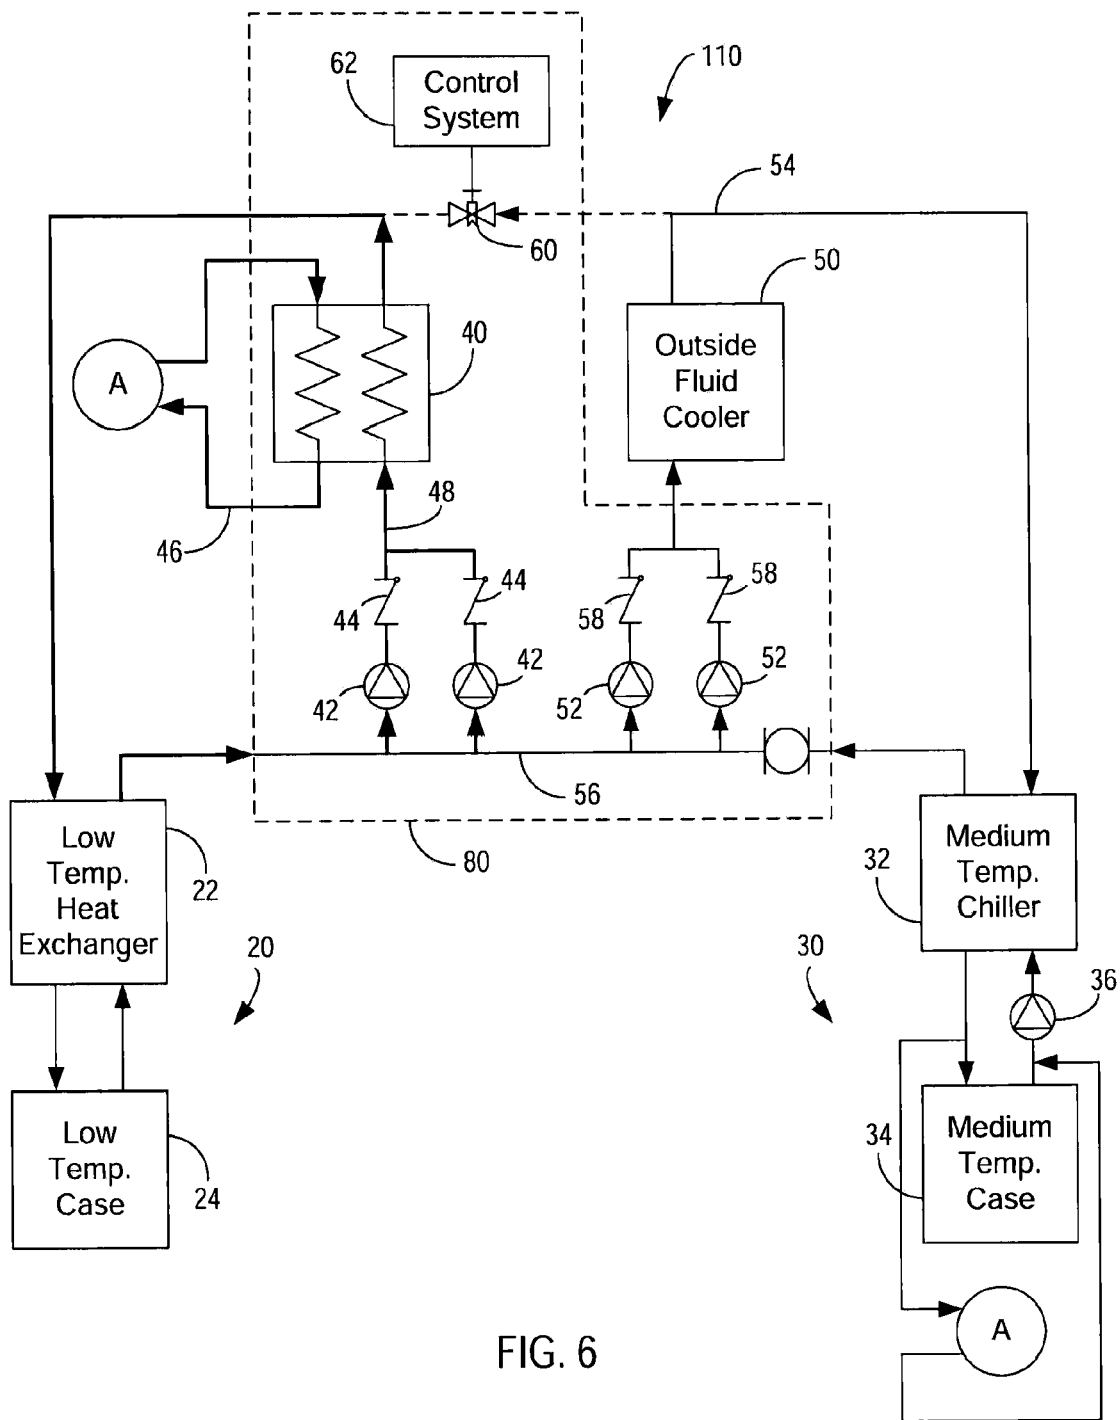 110
62
Control
System
54
60
50
40
Outside
Fluid
Cooler
A
48
46
44
44
58
58
42
42
52
52
56
80
Low
Temp.
Heat
Exchanger
22
32
Medium
Temp.
Chiller
20
30
36
Low
Temp.
Case
24
34
Medium
Temp.
Case
A
FIG. 6